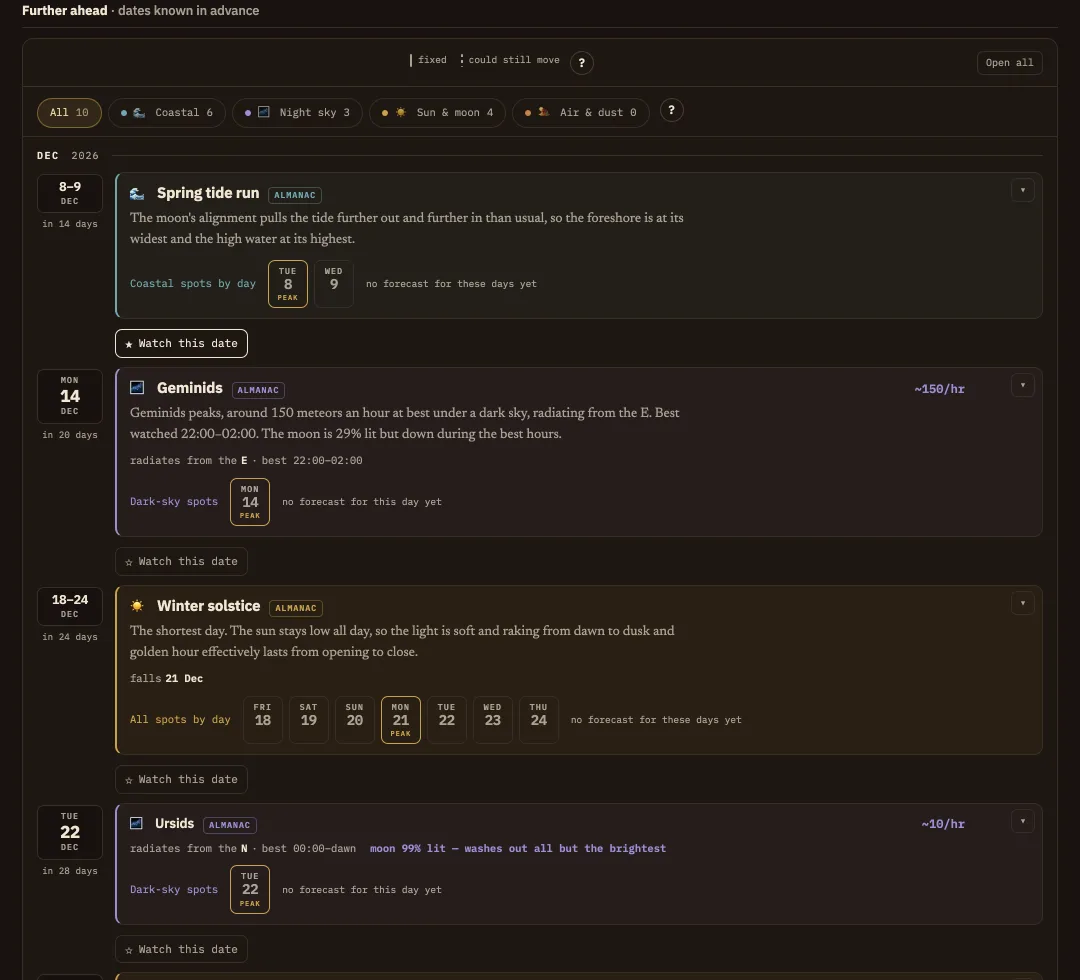 Further ahead · dates known in advance
fixed could still move ? Open all
All 10 Coastal 6 Night sky 3 Sun & moon 4 Air & dust 0 ?
DEC 2026
8–9
DEC
in 14 days
Spring tide run ALMANAC
The moon's alignment pulls the tide further out and further in than usual, so the foreshore is at its
widest and the high water at its highest.
Coastal spots by day
TUE
8
PEAK
WED
9
no forecast for these days yet
★ Watch this date
MON
14
DEC
in 20 days
Geminids ALMANAC ~150/hr
Geminids peaks, around 150 meteors an hour at best under a dark sky, radiating from the E. Best
watched 22:00–02:00. The moon is 29% lit but down during the best hours.
radiates from the E · best 22:00–02:00
Dark-sky spots
MON
14
PEAK
no forecast for this day yet
☆ Watch this date
18–24
DEC
in 24 days
Winter solstice ALMANAC
The shortest day. The sun stays low all day, so the light is soft and raking from dawn to dusk and
golden hour effectively lasts from opening to close.
falls 21 Dec
All spots by day
FRI
18
SAT
19
SUN
20
MON
21
PEAK
TUE
22
WED
23
THU
24
no forecast for these days yet
☆ Watch this date
TUE
22
DEC
in 28 days
Ursids ALMANAC ~10/hr
radiates from the N · best 00:00–dawn moon 99% lit — washes out all but the brightest
Dark-sky spots
TUE
22
PEAK
no forecast for this day yet
☆ Watch this date